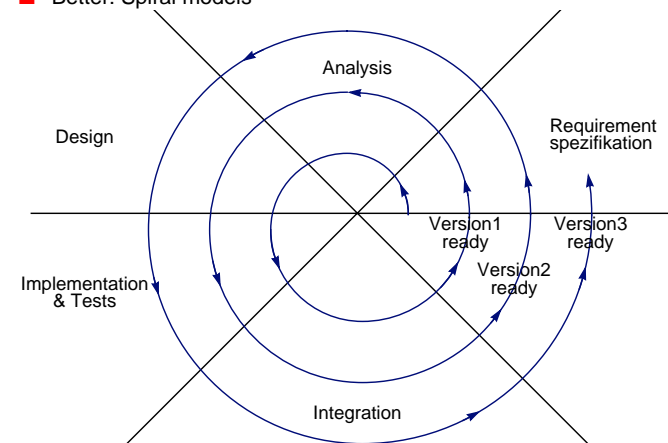 Better: Spiral models
Analysis
Design
Requirement
spezifikation
Version1
ready
Version3
ready
Version2
ready
Implementation
& Tests
Integration